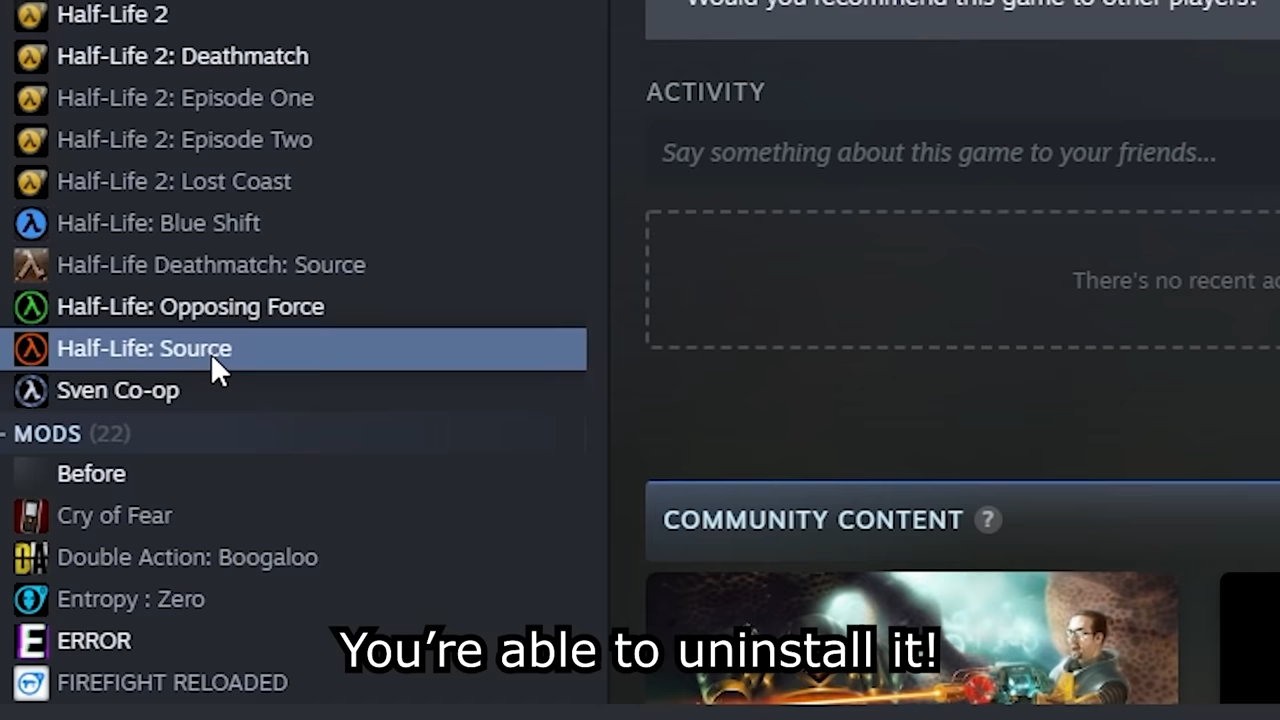 Half-Life 2
Half-Life 2: Deathmatch
Half-Life 2: Episode One
Half-Life 2: Episode Two
Half-Life 2: Lost Coast
Half-Life: Blue Shift
Half-Life Deathmatch: Source
Half-Life: Opposing Force
Half-Life: Source
Sven Co-op
- MODS (22)
Before
Cry of Fear
Double Action: Boogaloo
Entropy : Zero
ERROR
FIREFIGHT RELOADED
Would you recommend this game to other players?
ACTIVITY
Say something about this game to your friends...
There's no recent ac
COMMUNITY CONTENT ?
You're able to uninstall it!